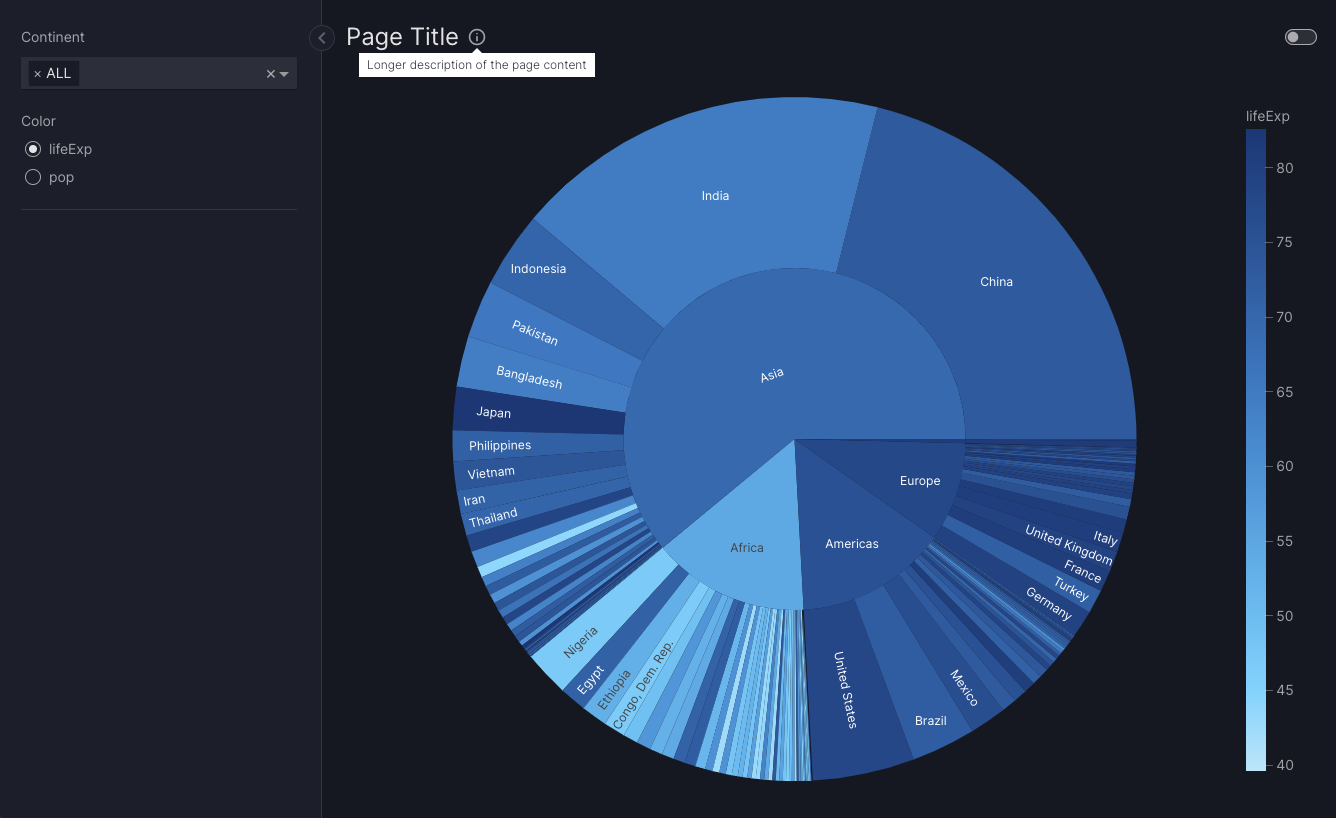 Continent
× ALL
Color
lifeExp
pop
Page Title
Longer description of the page content
lifeExp
80
75
70
65
60
55
50
45
40
India
China
Indonesia
Pakistan
Bangladesh
Japan
Philippines
Vietnam
Iran
Thailand
Asia
Europe
Africa
Americas
Italy
United Kingdom
France
Turkey
Germany
Nigeria
Egypt
Ethiopia
Congo, Dem. Rep.
United States
Brazil
Mexico